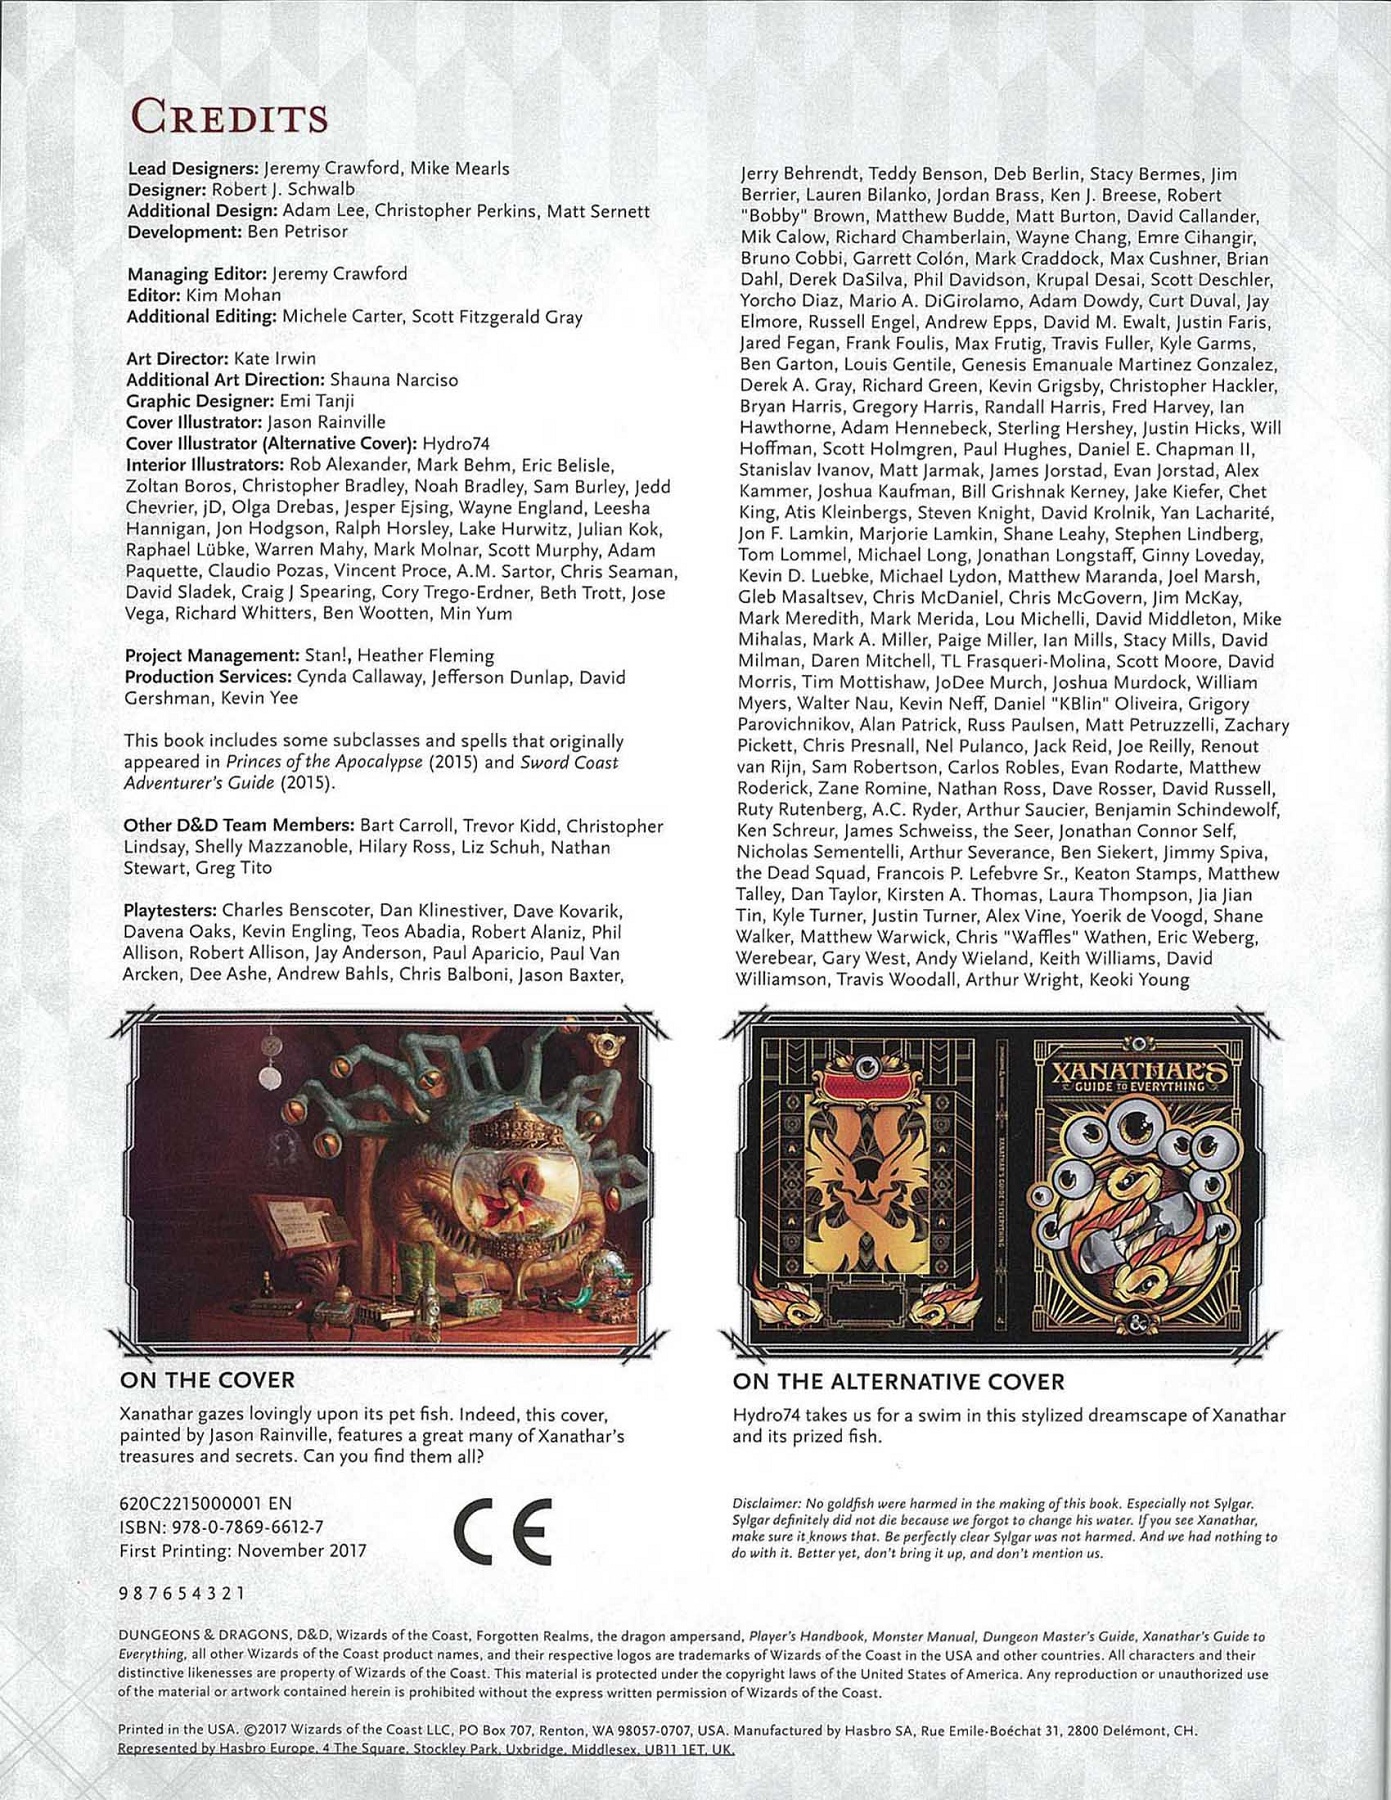 CREDITS
Lead Designers: Jeremy Crawford, Mike Mearls
Designer: Robert J. Schwalb
Additional Design: Adam Lee, Christopher Perkins, Matt Sernett
Development: Ben Petrisor
Managing Editor: Jeremy Crawford
Editor: Kim Mohan
Additional Editing: Michele Carter, Scott Fitzgerald Gray
Art Director: Kate Irwin
Additional Art Direction: Shauna Narciso
Graphic Designer: Emi Tanji
Cover Illustrator: Jason Rainville
Cover Illustrator (Alternative Cover): Hydro74
Interior Illustrators: Rob Alexander, Mark Behm, Eric Belisle,
Zoltan Boros, Christopher Bradley, Noah Bradley, Sam Burley, Jedd
Chevrier, jD, Olga Drebas, Jesper Ejsing, Wayne England, Leesha
Hannigan, Jon Hodgson, Ralph Horsley, Lake Hurwitz, Julian Kok,
Raphael Lübke, Warren Mahy, Mark Molnar, Scott Murphy, Adam
Paquette, Claudio Pozas, Vincent Proce, A.M. Sartor, Chris Seaman,
David Sladek, Craig J Spearing, Cory Trego-Erdner, Beth Trott, Jose
Vega, Richard Whitters, Ben Wootten, Min Yum
Project Management: Stan!, Heather Fleming
Production Services: Cynda Callaway, Jefferson Dunlap, David
Gershman, Kevin Yee
This book includes some subclasses and spells that originally
appeared in Princes of the Apocalypse (2015) and Sword Coast
Adventurer's Guide (2015).
Other D&D Team Members: Bart Carroll, Trevor Kidd, Christopher
Lindsay, Shelly Mazzanoble, Hilary Ross, Liz Schuh, Nathan
Stewart, Greg Tito
Playtesters: Charles Benscoter, Dan Klinestiver, Dave Kovarik,
Davena Oaks, Kevin Engling, Teos Abadia, Robert Alaniz, Phil
Allison, Robert Allison, Jay Anderson, Paul Aparicio, Paul Van
Arcken, Dee Ashe, Andrew Bahls, Chris Balboni, Jason Baxter,
Jerry Behrendt, Teddy Benson, Deb Berlin, Stacy Bermes, Jim
Berrier, Lauren Bilanko, Jordan Brass, Ken J. Breese, Robert
"Bobby" Brown, Matthew Budde, Matt Burton, David Callander,
Mik Calow, Richard Chamberlain, Wayne Chang, Emre Cihangir,
Bruno Cobbi, Garrett Colón, Mark Craddock, Max Cushner, Brian
Dahl, Derek DaSilva, Phil Davidson, Krupal Desai, Scott Deschler,
Yorcho Diaz, Mario A. DiGirolamo, Adam Dowdy, Curt Duval, Jay
Elmore, Russell Engel, Andrew Epps, David M. Ewalt, Justin Faris,
Jared Fegan, Frank Foulis, Max Frutig, Travis Fuller, Kyle Garms,
Ben Garton, Louis Gentile, Genesis Emanuale Martinez Gonzalez,
Derek A. Gray, Richard Green, Kevin Grigsby, Christopher Hackler,
Bryan Harris, Gregory Harris, Randall Harris, Fred Harvey, Ian
Hawthorne, Adam Hennebeck, Sterling Hershey, Justin Hicks, Will
Hoffman, Scott Holmgren, Paul Hughes, Daniel E. Chapman II,
Stanislav Ivanov, Matt Jarmak, James Jorstad, Evan Jorstad, Alex
Kammer, Joshua Kaufman, Bill Grishnak Kerney, Jake Kiefer, Chet
King, Atis Kleinbergs, Steven Knight, David Krolnik, Yan Lacharité,
Jon F. Lamkin, Marjorie Lamkin, Shane Leahy, Stephen Lindberg,
Tom Lommel, Michael Long, Jonathan Longstaff, Ginny Loveday,
Kevin D. Luebke, Michael Lydon, Matthew Maranda, Joel Marsh,
Gleb Masaltsev, Chris McDaniel, Chris McGovern, Jim McKay,
Mark Meredith, Mark Merida, Lou Michelli, David Middleton, Mike
Mihalas, Mark A. Miller, Paige Miller, Ian Mills, Stacy Mills, David
Milman, Daren Mitchell, TL Frasqueri-Molina, Scott Moore, David
Morris, Tim Mottishaw, JoDee Murch, Joshua Murdock, William
Myers, Walter Nau, Kevin Neff, Daniel "KBlin" Oliveira, Grigory
Parovichnikov, Alan Patrick, Russ Paulsen, Matt Petruzzelli, Zachary
Pickett, Chris Presnall, Nel Pulanco, Jack Reid, Joe Reilly, Renout
van Rijn, Sam Robertson, Carlos Robles, Evan Rodarte, Matthew
Roderick, Zane Romine, Nathan Ross, Dave Rosser, David Russell,
Ruty Rutenberg, A.C. Ryder, Arthur Saucier, Benjamin Schindewolf,
Ken Schreur, James Schweiss, the Seer, Jonathan Connor Self,
Nicholas Sementelli, Arthur Severance, Ben Siekert, Jimmy Spiva,
the Dead Squad, Francois P. Lefebvre Sr., Keaton Stamps, Matthew
Talley, Dan Taylor, Kirsten A. Thomas, Laura Thompson, Jia Jian
Tin, Kyle Turner, Justin Turner, Alex Vine, Yoerik de Voogd, Shane
Walker, Matthew Warwick, Chris "Waffles" Wathen, Eric Weberg,
Werebear, Gary West, Andy Wieland, Keith Williams, David
Williamson, Travis Woodall, Arthur Wright, Keoki Young
XANATHAR'S
GUIDE TO EVERYTHING
XANATHAR'S GUIDE TO EVERYTHING
&
ON THE COVER
Xanathar gazes lovingly upon its pet fish. Indeed, this cover,
painted by Jason Rainville, features a great many of Xanathar's
treasures and secrets. Can you find them all?
ON THE ALTERNATIVE COVER
Hydro74 takes us for a swim in this stylized dreamscape of Xanathar
and its prized fish.
620C2215000001 EN
ISBN: 978-0-7869-6612-7
First Printing: November 2017
CE
9 8 7 6 5 4 3 2 1
Disclaimer: No goldfish were harmed in the making of this book. Especially not Sylgar.
Sylgar definitely did not die because we forgot to change his water. If you see Xanathar,
make sure it knows that. Be perfectly clear Sylgar was not harmed. And we had nothing to
do with it. Better yet, don't bring it up, and don't mention us.
DUNGEONS & DRAGONS, D&D, Wizards of the Coast, Forgotten Realms, the dragon ampersand, Player's Handbook, Monster Manual, Dungeon Master's Guide, Xanathar's Guide to
Everything, all other Wizards of the Coast product names, and their respective logos are trademarks of Wizards of the Coast in the USA and other countries. All characters and their
distinctive likenesses are property of Wizards of the Coast. This material is protected under the copyright laws of the United States of America. Any reproduction or unauthorized use
of the material or artwork contained herein is prohibited without the express written permission of Wizards of the Coast.
Printed in the USA. ©2017 Wizards of the Coast LLC, PO Box 707, Renton, WA 98057-0707, USA. Manufactured by Hasbro SA, Rue Emile-Boéchat 31, 2800 Delémont, CH.
Represented by Hasbro Europe, 4 The Square, Stockley Park, Uxbridge, Middlesex, UB11 1ET, UK.